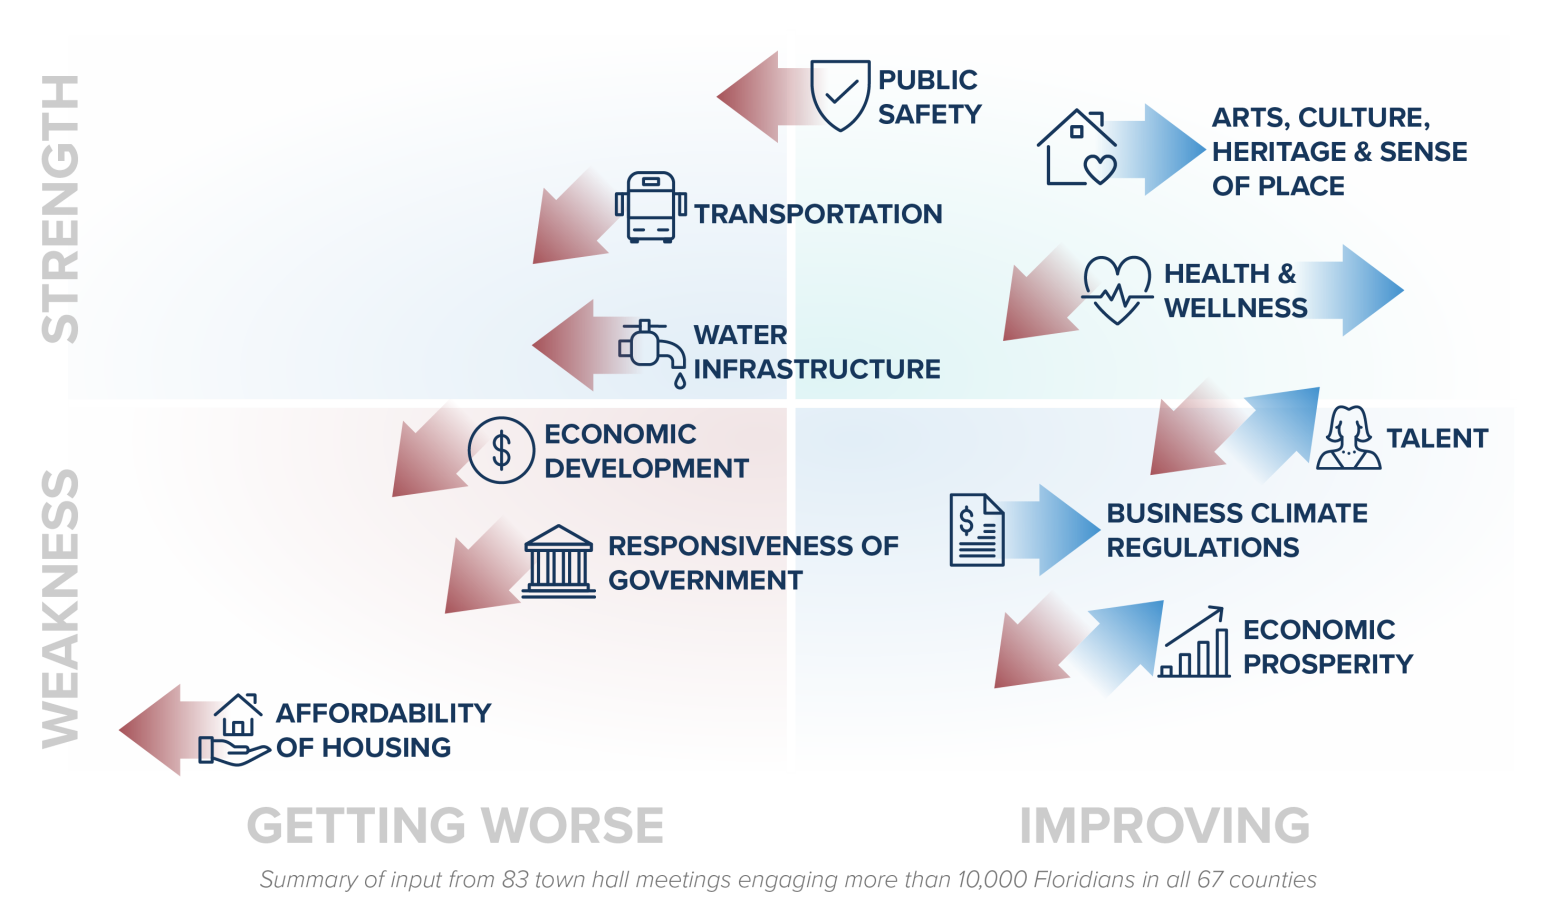 STRENGTH
PUBLIC
SAFETY
ARTS, CULTURE,
HERITAGE & SENSE
OF PLACE
TRANSPORTATION
HEALTH &
WELLNESS
WATER
INFRASTRUCTURE
WEAKNESS
$
ECONOMIC
DEVELOPMENT
TALENT
$
BUSINESS CLIMATE
REGULATIONS
RESPONSIVENESS OF
GOVERNMENT
ECONOMIC
PROSPERITY
AFFORDABILITY
OF HOUSING
GETTING WORSE
IMPROVING
Summary of input from 83 town hall meetings engaging more than 10,000 Floridians in all 67 counties